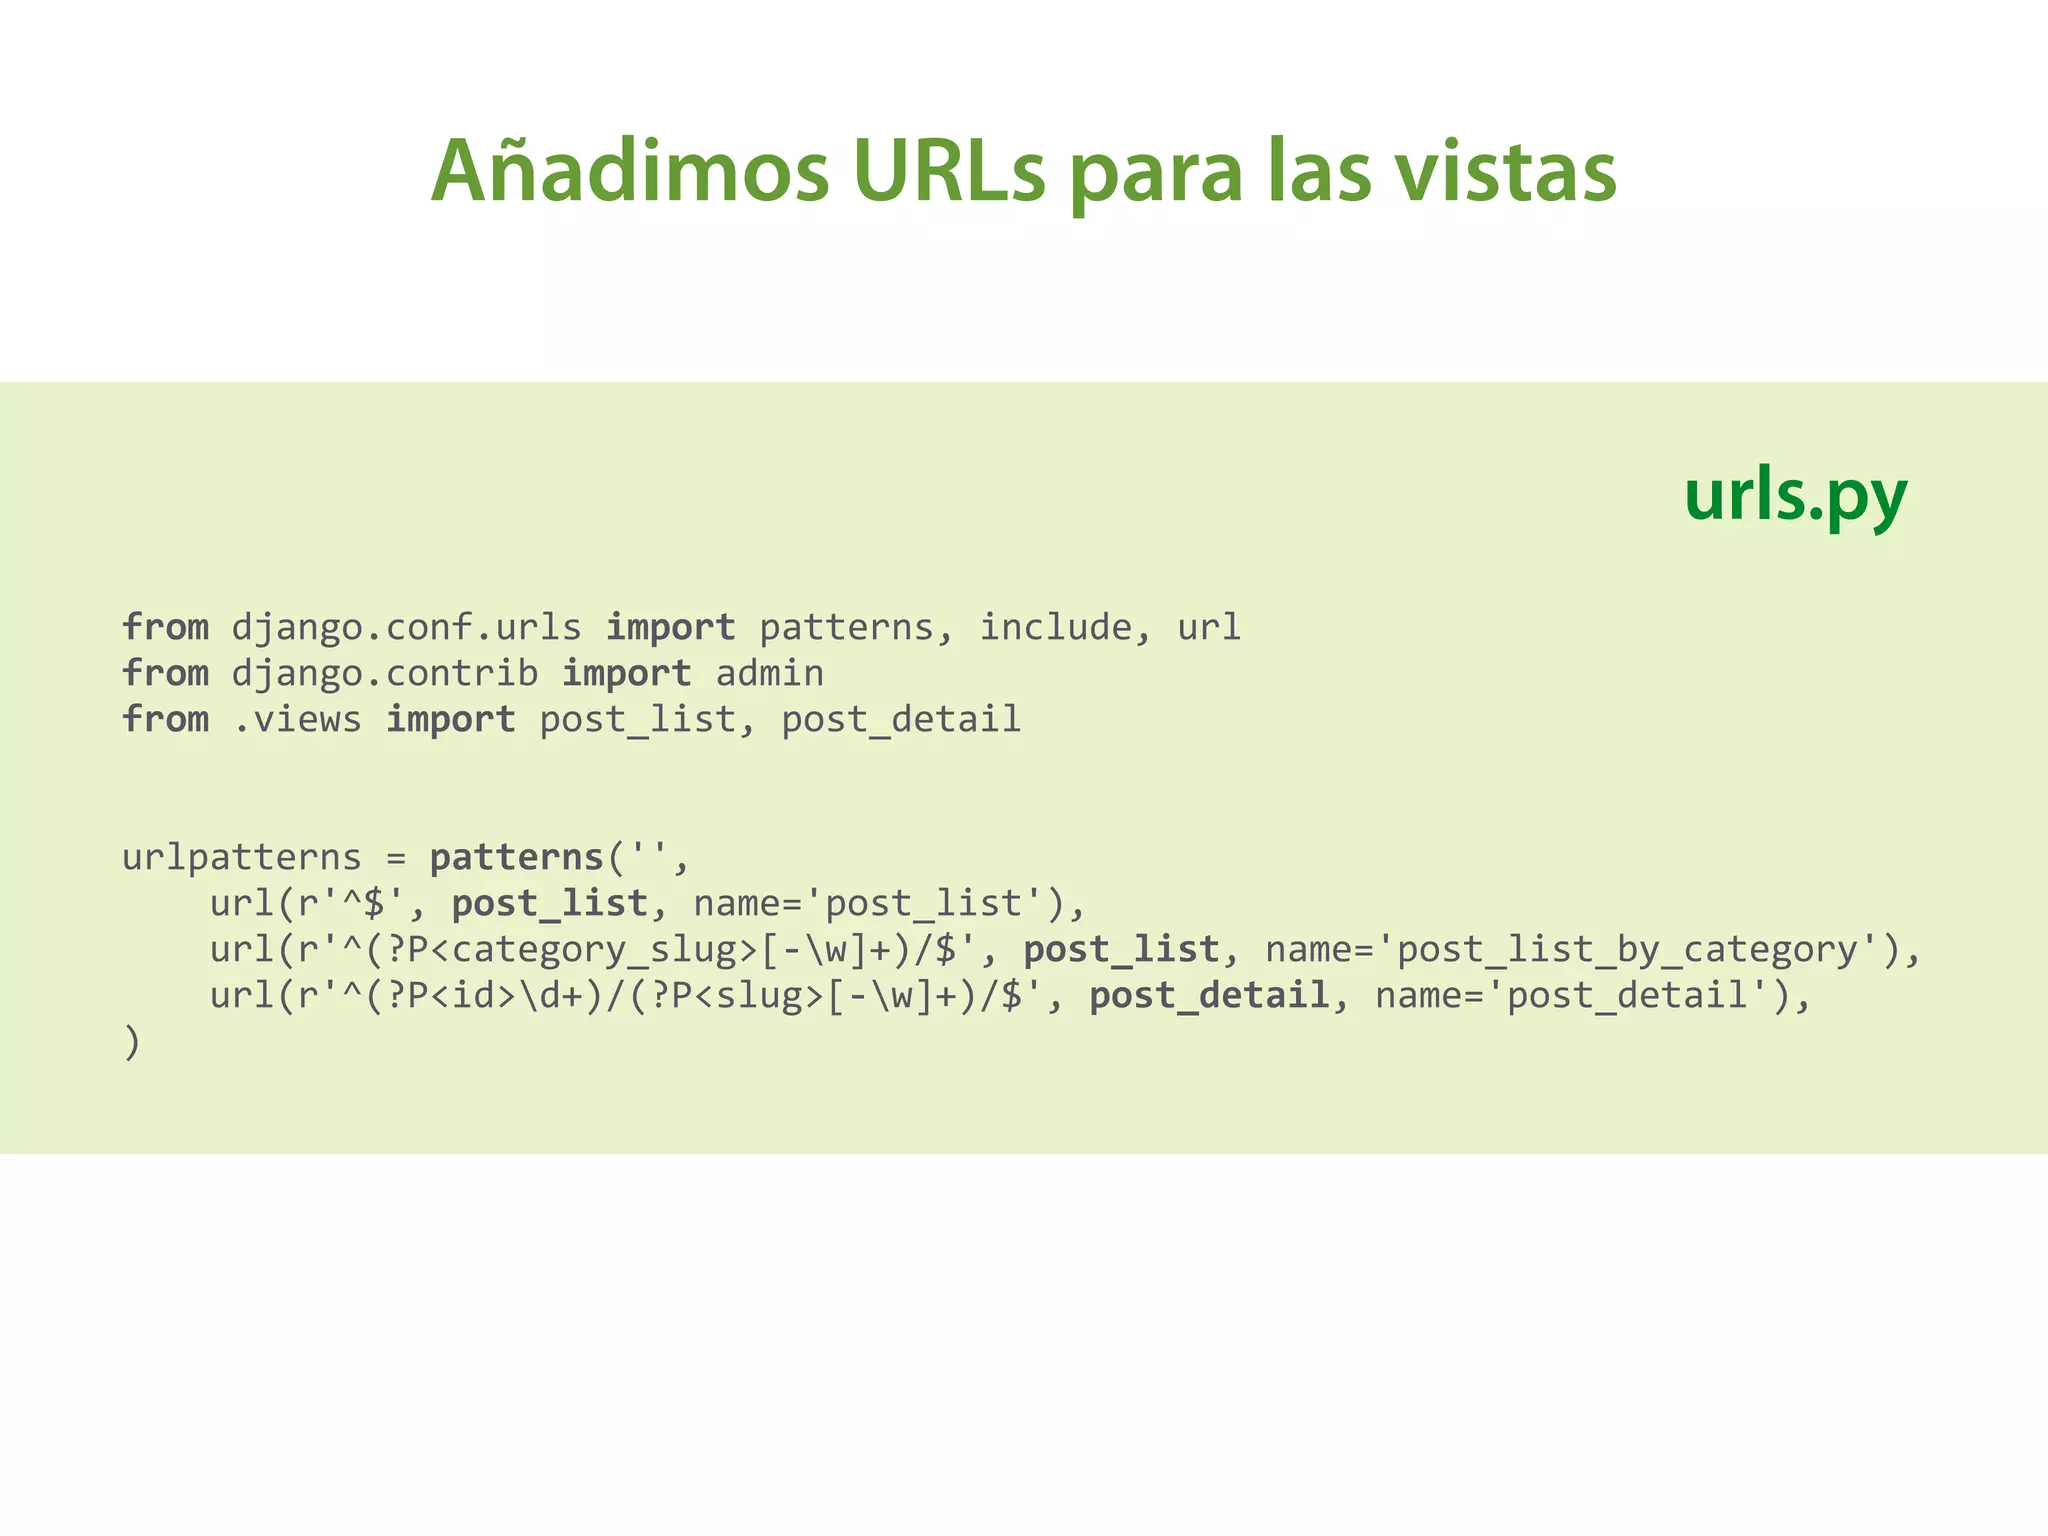 Añadimos URLs para las vistas
urls.py
from django.conf.urls import patterns, include, url
from django.contrib import admin
from .views import post_list, post_detail
urlpatterns = patterns('',
    url(r'^$', post_list, name='post_list'),
    url(r'^(?P<category_slug>[-\w]+)/$', post_list, name='post_list_by_category'),
    url(r'^(?P<id>\d+)/(?P<slug>[-\w]+)/$', post_detail, name='post_detail'),
)